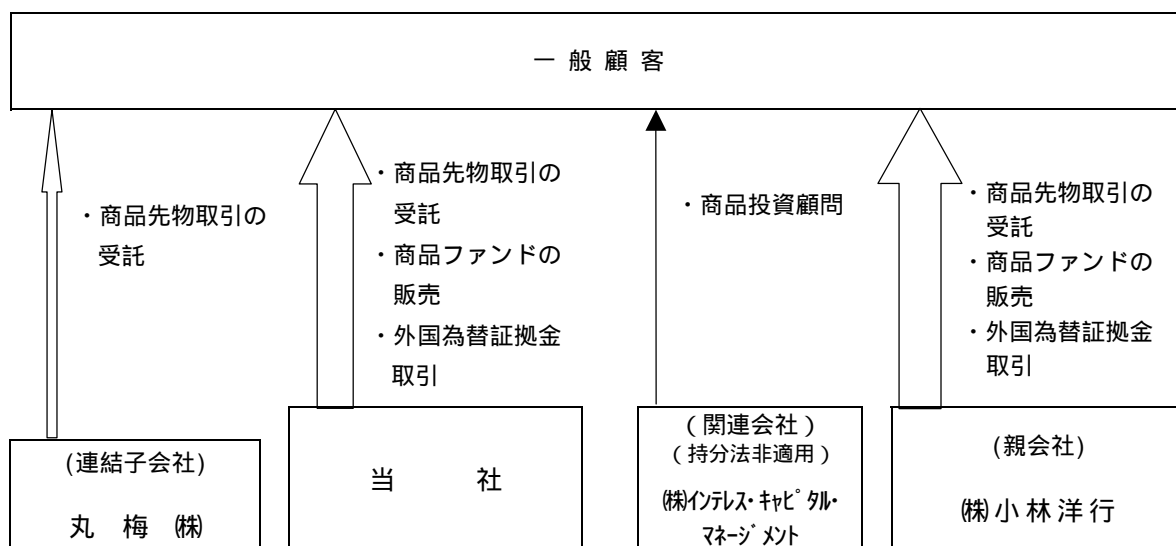 一 般 顧 客
・商品先物取引の
受託
・商品先物取引の
受託
・商品ファンドの
販売
・外国為替証拠金
取引
・商品投資顧問
・商品先物取引の
受託
・商品ファンドの
販売
・外国為替証拠金
取引
(連結子会社)
丸 梅 ㈱
当 社
(関連会社)
(持分法非適用)
㈱インテレス・キャピタル・
マネージメント
(親会社)
㈱小林洋行